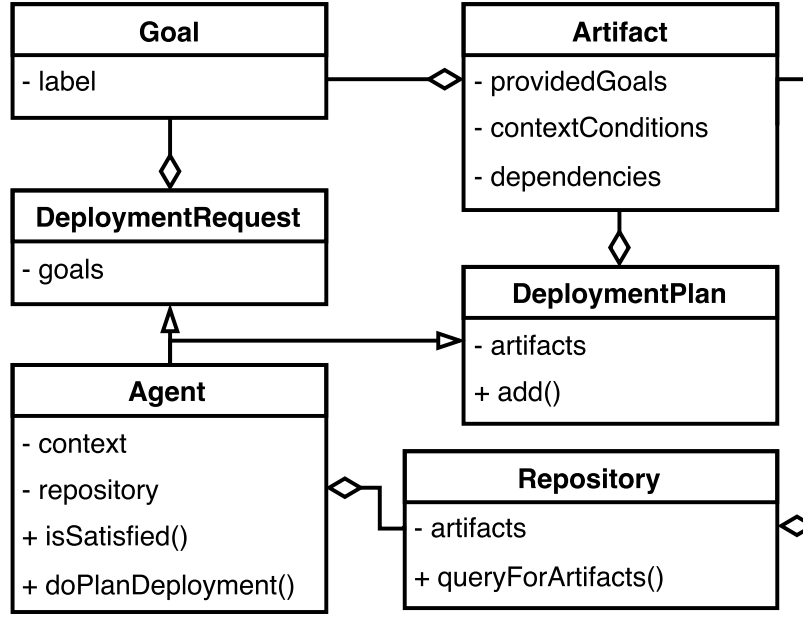 Goal
- label
Artifact
- providedGoals
- contextConditions
- dependencies
DeploymentRequest
- goals
DeploymentPlan
- artifacts
+ add()
Agent
- context
- repository
+ isSatisfied()
+ doPlanDeployment()
Repository
- artifacts
+ queryForArtifacts()